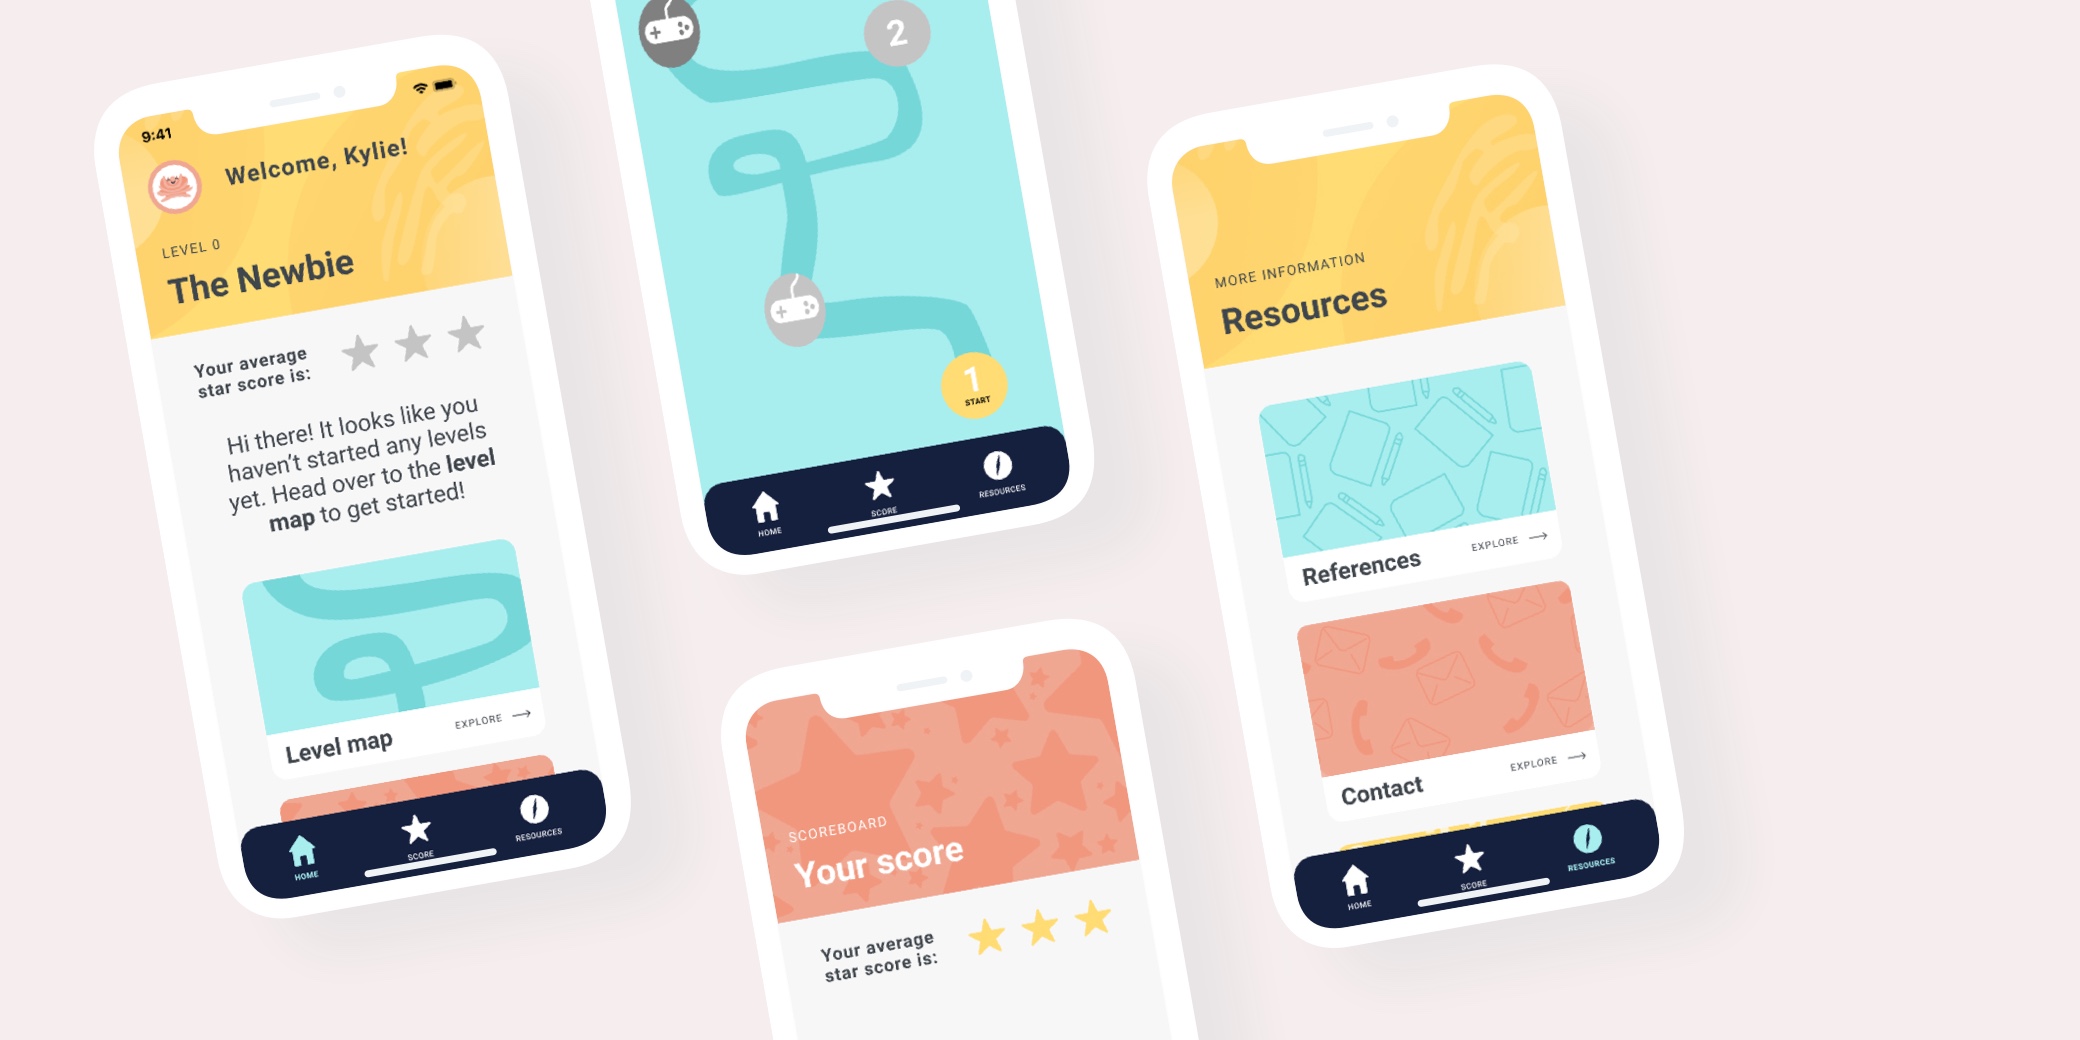 9:41
Welcome, Kylie!
LEVEL 0
The Newbie
Your average
star score is:
Hi there! It looks like you
haven't started any levels
yet. Head over to the level
map to get started!
EXPLORE
Level map
HOME
SCORE
RESOURCES
2
1
START
HOME
SCORE
RESOURCES
SCOREBOARD
Your score
Your average
star score is:
MORE INFORMATION
Resources
References
EXPLORE
Contact
EXPLORE
HOME
SCORE
RESOURCES